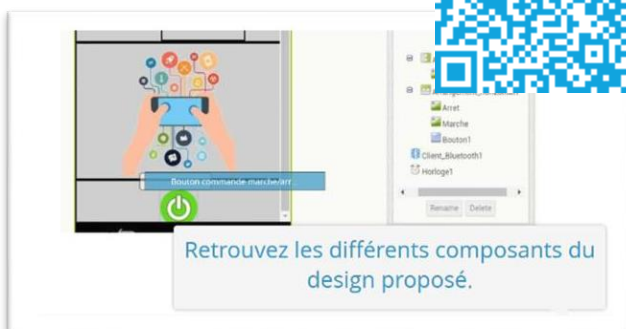 Arret
Marche
Bouton1
Client_Bluetooth1
Horloge1
Bouton commande marche/arr...
Rename Delete
Retrouvez les différents composants du
design proposé.